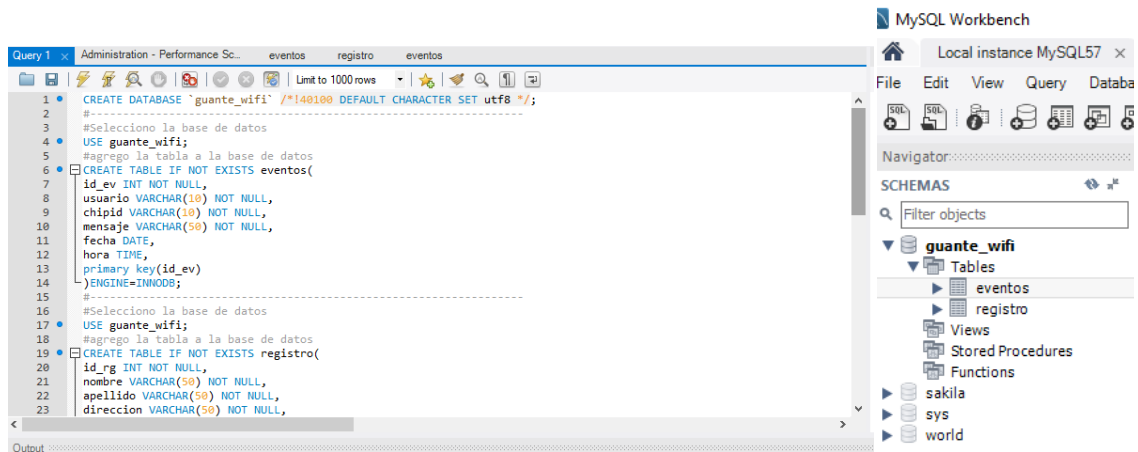 Query 1
Administration - Performance Sc...
eventos
registro
eventos
Limit to 1000 rows
1 CREATE DATABASE `guante_wifi` /*!40100 DEFAULT CHARACTER SET utf8 */;
2 #-----------------------------------------------------------------
3 #Selecciono la base de datos
4 USE guante_wifi;
5 #agrego la tabla a la base de datos
6 CREATE TABLE IF NOT EXISTS eventos(
7 id_ev INT NOT NULL,
8 usuario VARCHAR(10) NOT NULL,
9 chipid VARCHAR(10) NOT NULL,
10 mensaje VARCHAR(50) NOT NULL,
11 fecha DATE,
12 hora TIME,
13 primary key(id_ev)
14 )ENGINE=INNODB;
15 #-----------------------------------------------------------------
16 #Selecciono la base de datos
17 USE guante_wifi;
18 #agrego la tabla a la base de datos
19 CREATE TABLE IF NOT EXISTS registro(
20 id_rg INT NOT NULL,
21 nombre VARCHAR(50) NOT NULL,
22 apellido VARCHAR(50) NOT NULL,
23 direccion VARCHAR(50) NOT NULL,
Output
MySQL Workbench
Local instance MySQL57
File Edit View Query Databa
SQL SQL
Navigator
SCHEMAS
Filter objects
guante_wifi
Tables
eventos
registro
Views
Stored Procedures
Functions
sakila
sys
world